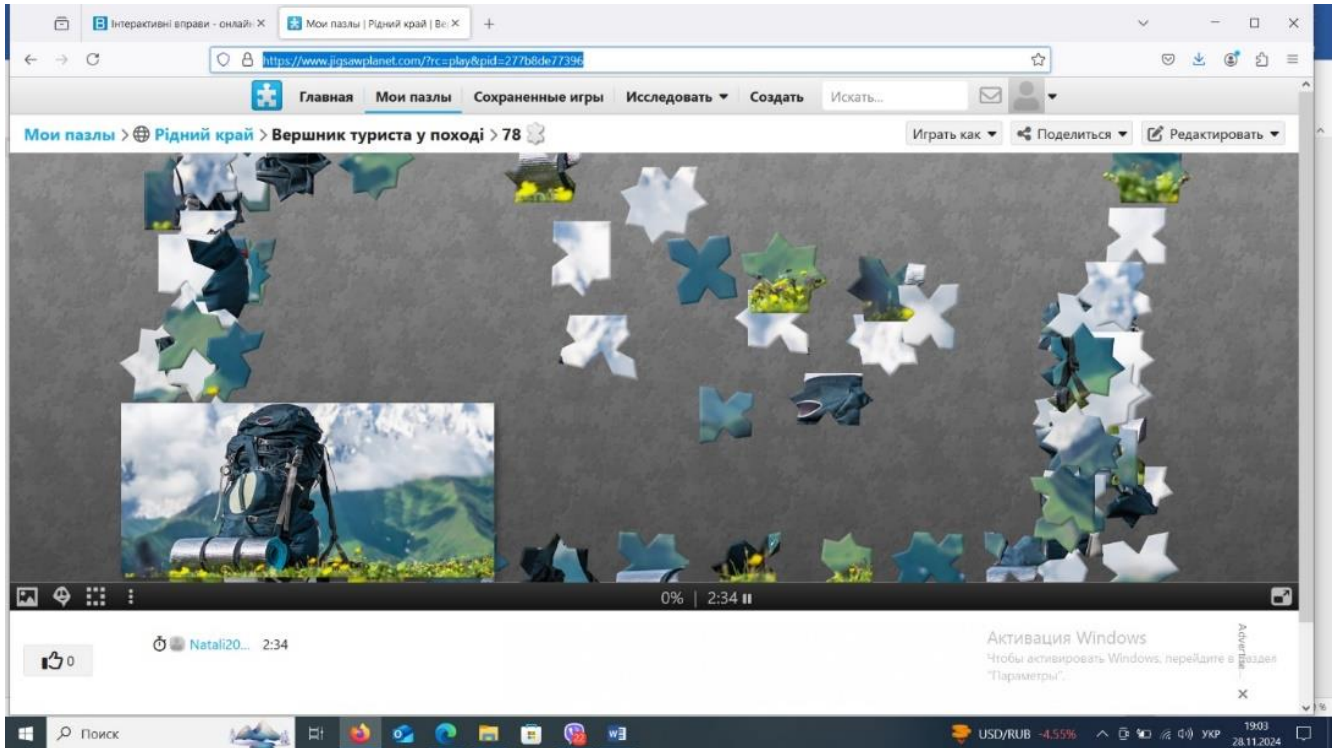 Інтерактивні вправи - онлайн
Мои пазлы | Рідний край | Ве
https://www.jigsawplanet.com/?rc=play&pid=277b8de77396
Главная Мои пазлы Сохраненные игры Исследовать Создать Искать...
Мои пазлы > Рідний край > Вершник туриста у поході > 78
Играть как Поделиться Редактировать
0% | 2:34
0
Natali20... 2:34
Активация Windows
Чтобы активировать Windows, перейдите в раздел
"Параметры".
Advertise...
Поиск
22
USD/RUB -4.55%
УКР
19:03
28.11.2024